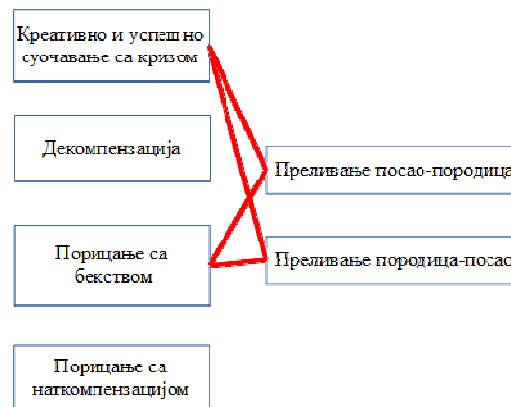 Креативно и успешно
суочавање са кризом
Декомпензација
Преливање посао-породица
Порицање са
бекством
Преливање породица-посао
Порицање са
наткомпензацијом